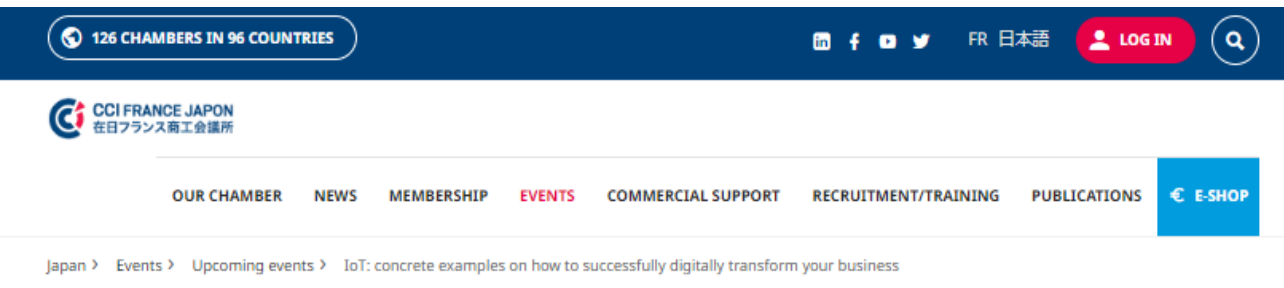 126 CHAMBERS IN 96 COUNTRIES
FR 日本語
LOG IN
CCI FRANCE JAPON
在日フランス商工会議所
OUR CHAMBER NEWS MEMBERSHIP EVENTS COMMERCIAL SUPPORT RECRUITMENT/TRAINING PUBLICATIONS € E-SHOP
Japan > Events > Upcoming events > IoT: concrete examples on how to successfully digitally transform your business